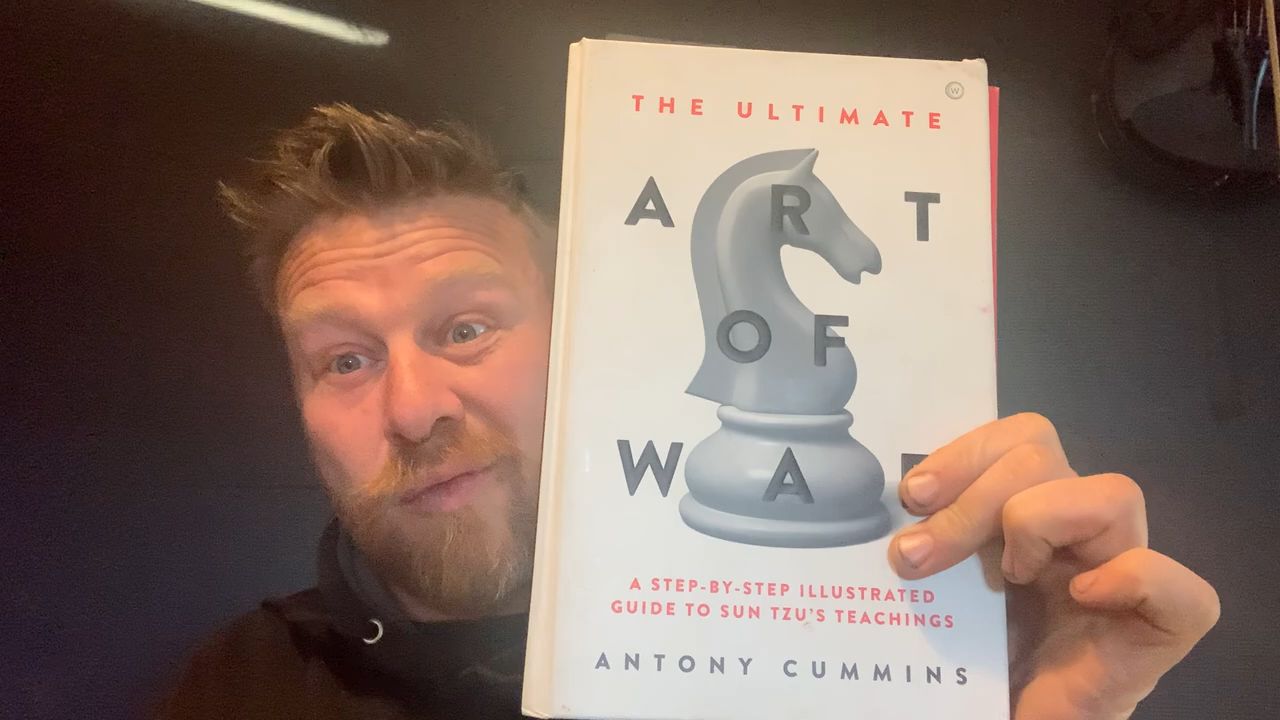 THE ULTIMATE
ART
OF
WA
A STEP-BY-STEP ILLUSTRATED
GUIDE TO SUN TZU'S TEACHINGS
ANTONY CUMMINS
W